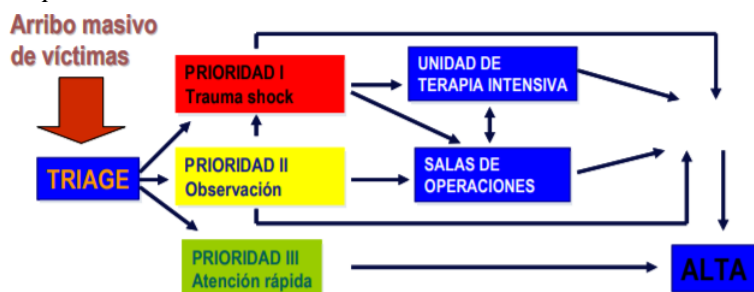 Arribo masivo
de víctimas
PRIORIDAD I
Trauma shock
UNIDAD DE
TERAPIA INTENSIVA
TRIAGE
PRIORIDAD II
Observación
SALAS DE
OPERACIONES
PRIORIDAD III
Atención rápida
ALTA